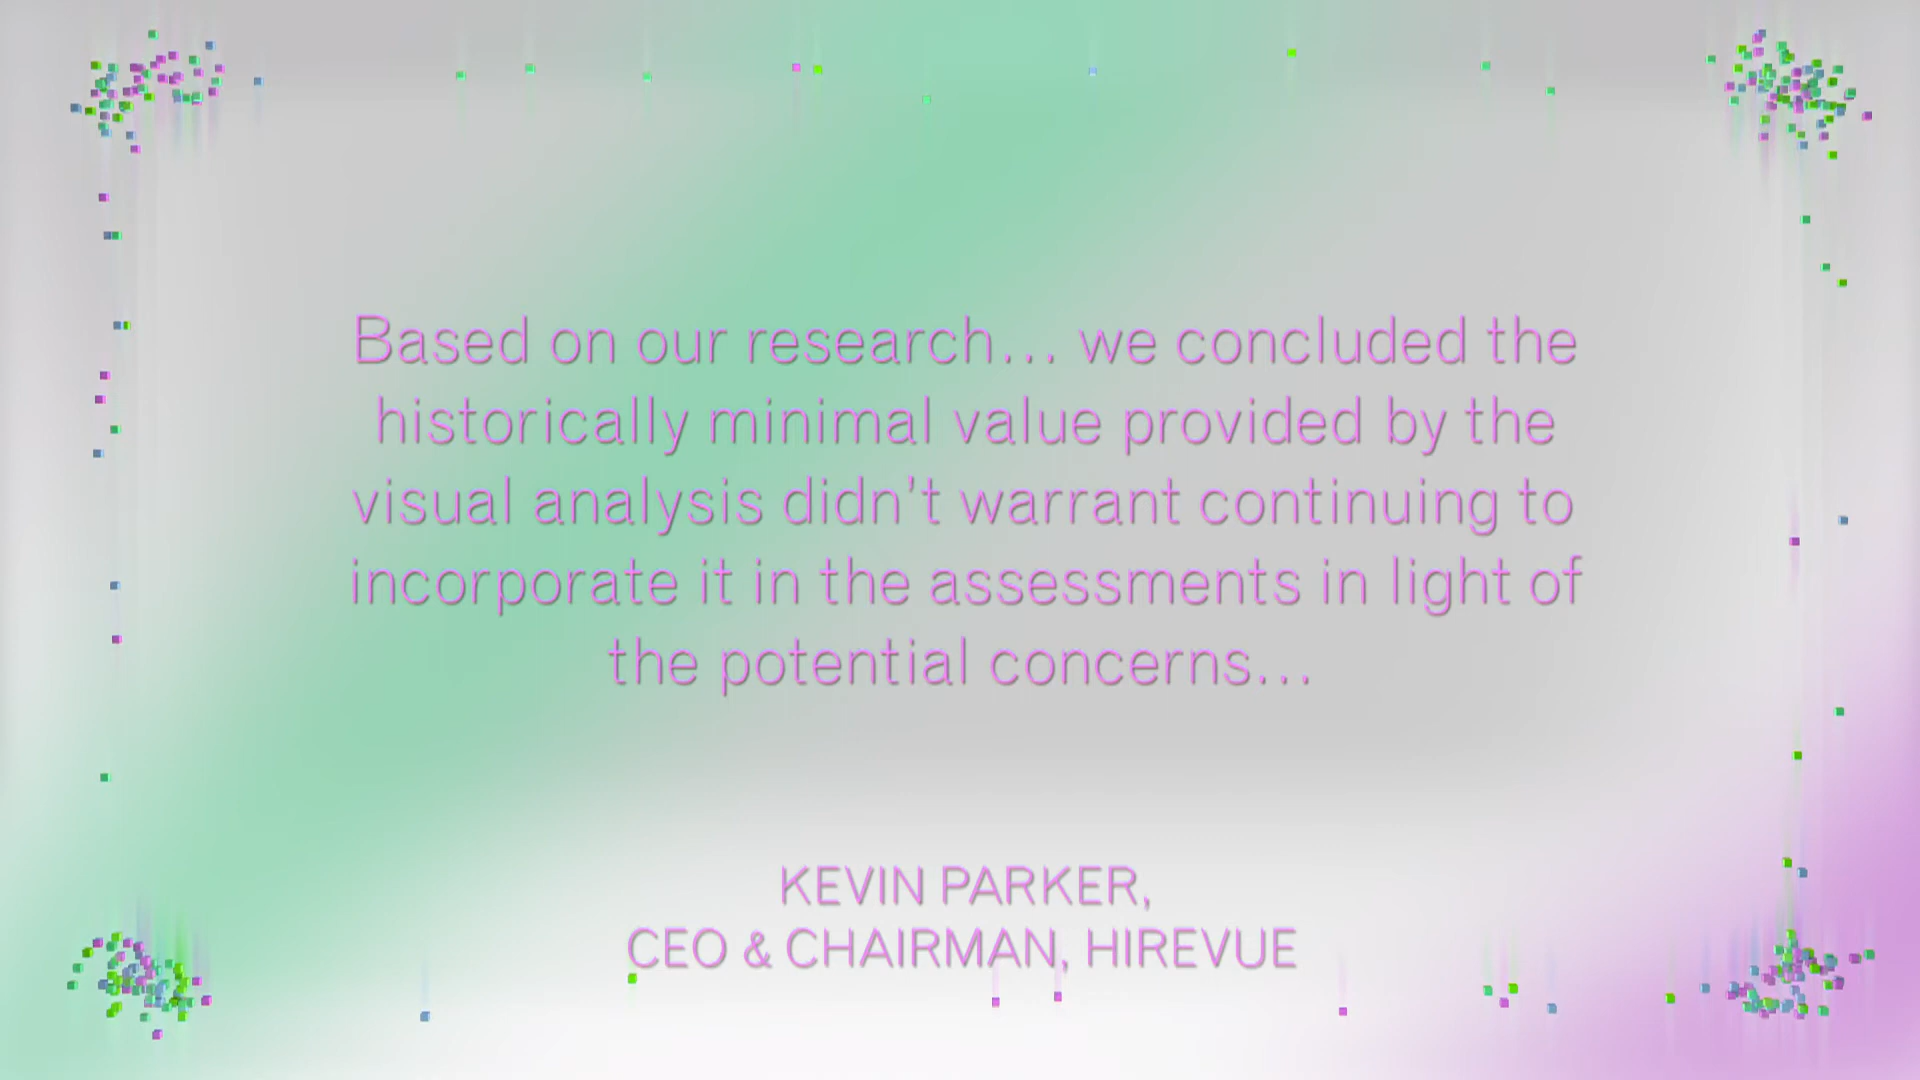 Based on our research... we concluded the
historically minimal value provided by the
visual analysis didn't warrant continuing to
incorporate it in the assessments in light of
the potential concerns...
KEVIN PARKER,
CEO & CHAIRMAN, HIREVUE